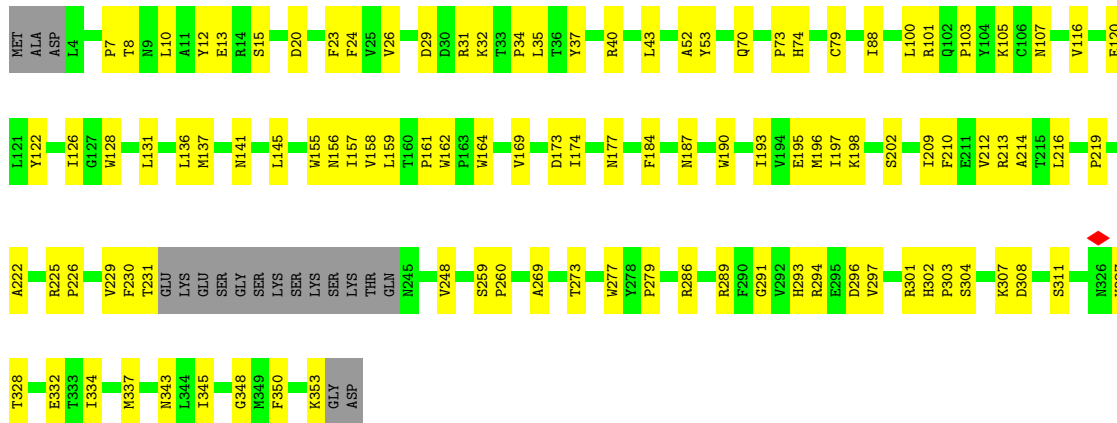 MET ALA ASP L4 P7 T8 N9 L10 A11 Y12 E13 R14 S15 D20 F23 F24 V25 V26 D29 D30 R31 K32 T33 P34 L35 T36 Y37 R40 L43 A52 Y53 Q70 P73 H74 C79 I88 L100 R101 Q102 P103 Y104 K105 C106 N107 V116
L121 Y122 I126 G127 W128 L131 L136 M137 N141 L145 W155 N156 I157 V158 L159 T160 P161 W162 P163 W164 V169 D173 I174 N177 F184 N187 W190 I193 V194 E195 M196 I197 K198 S202 I209 F210 E211 V212 R213 A214 T215 L216 P219
A222 R225 P226 V229 F230 T231 GLU LYS GLU SER GLY SER LYS SER LYS SER LYS THR GLN N245 V248 S259 P260 A269 T273 W277 Y278 P279 R286 R289 F290 G291 V292 H293 R294 E295 D296 V297 R301 H302 P303 S304 K307 D308 S311 N326
T328 E332 T333 I334 M337 N343 L344 I345 G348 M349 F350 K353 GLY ASP